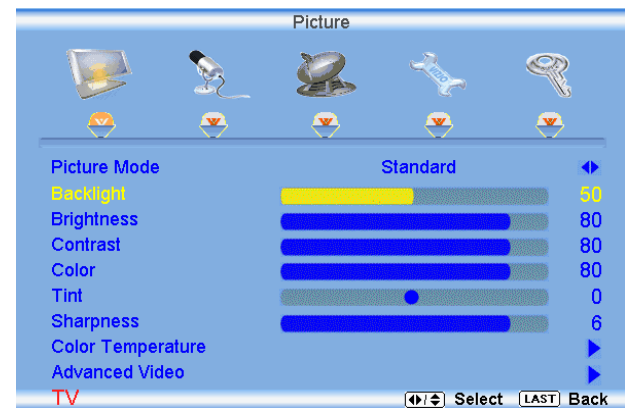 Picture
Picture Mode Standard
Backlight 50
Brightness 80
Contrast 80
Color 80
Tint 0
Sharpness 6
Color Temperature
Advanced Video
TV Select LAST Back